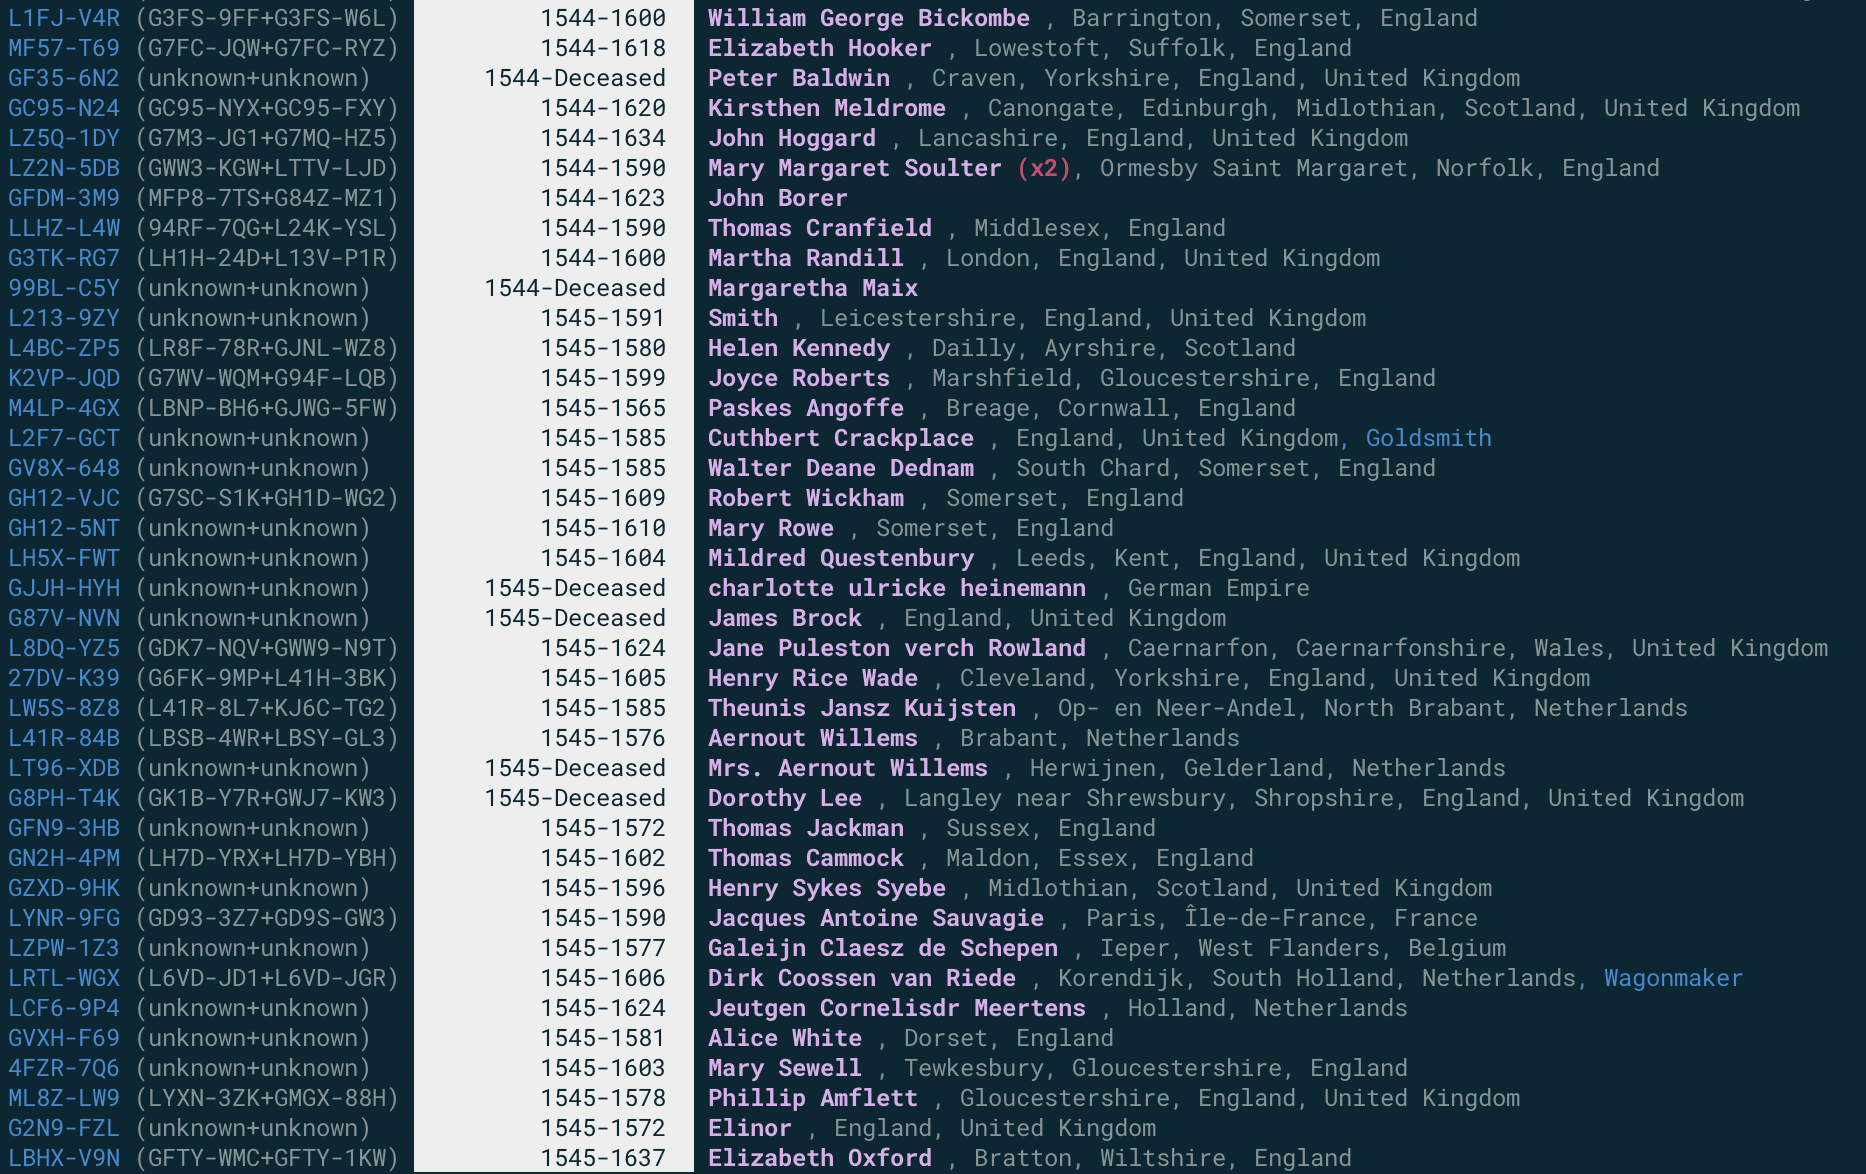 L1FJ-V4R (G3FS-9FF+G3FS-W6L) 1544-1600 William George Bickombe , Barrington, Somerset, England
MF57-T69 (G7FC-JQW+G7FC-RYZ) 1544-1618 Elizabeth Hooker , Lowestoft, Suffolk, England
GF35-6N2 (unknown+unknown) 1544-Deceased Peter Baldwin , Craven, Yorkshire, England, United Kingdom
GC95-N24 (GC95-NYX+GC95-FXY) 1544-1620 Kirsthen Meldrome , Canongate, Edinburgh, Midlothian, Scotland, United Kingdom
LZ5Q-1DY (G7M3-JG1+G7MQ-HZ5) 1544-1634 John Hoggard , Lancashire, England, United Kingdom
LZ2N-5DB (GWW3-KGW+LTTV-LJD) 1544-1590 Mary Margaret Soulter (x2), Ormesby Saint Margaret, Norfolk, England
GFDM-3M9 (MFP8-7TS+G84Z-MZ1) 1544-1623 John Borer
LLHZ-L4W (94RF-7QG+L24K-YSL) 1544-1590 Thomas Cranfield , Middlesex, England
G3TK-RG7 (LH1H-24D+L13V-P1R) 1544-1600 Martha Randill , London, England, United Kingdom
99BL-C5Y (unknown+unknown) 1544-Deceased Margaretha Maix
L213-9ZY (unknown+unknown) 1545-1591 Smith , Leicestershire, England, United Kingdom
L4BC-ZP5 (LR8F-78R+GJNL-WZ8) 1545-1580 Helen Kennedy , Dailly, Ayrshire, Scotland
K2VP-JQD (G7WV-WQM+G94F-LQB) 1545-1599 Joyce Roberts , Marshfield, Gloucestershire, England
M4LP-4GX (LBNP-BH6+GJWG-5FW) 1545-1565 Paskes Angoffe , Breage, Cornwall, England
L2F7-GCT (unknown+unknown) 1545-1585 Cuthbert Crackplace , England, United Kingdom, Goldsmith
GV8X-648 (unknown+unknown) 1545-1585 Walter Deane Dednam , South Chard, Somerset, England
GH12-VJC (G7SC-S1K+GH1D-WG2) 1545-1609 Robert Wickham , Somerset, England
GH12-5NT (unknown+unknown) 1545-1610 Mary Rowe , Somerset, England
LH5X-FWT (unknown+unknown) 1545-1604 Mildred Questenbury , Leeds, Kent, England, United Kingdom
GJJH-HYH (unknown+unknown) 1545-Deceased charlotte ulricke heinemann , German Empire
G87V-NVN (unknown+unknown) 1545-Deceased James Brock , England, United Kingdom
L8DQ-YZ5 (GDK7-NQV+GWW9-N9T) 1545-1624 Jane Puleston verch Rowland , Caernarfon, Caernarfonshire, Wales, United Kingdom
27DV-K39 (G6FK-9MP+L41H-3BK) 1545-1605 Henry Rice Wade , Cleveland, Yorkshire, England, United Kingdom
LW5S-8Z8 (L41R-8L7+KJ6C-TG2) 1545-1585 Theunis Jansz Kuijsten , Op- en Neer-Andel, North Brabant, Netherlands
L41R-84B (LBSB-4WR+LBSY-GL3) 1545-1576 Aernout Willems , Brabant, Netherlands
LT96-XDB (unknown+unknown) 1545-Deceased Mrs. Aernout Willems , Herwijnen, Gelderland, Netherlands
G8PH-T4K (GK1B-Y7R+GWJ7-KW3) 1545-Deceased Dorothy Lee , Langley near Shrewsbury, Shropshire, England, United Kingdom
GFN9-3HB (unknown+unknown) 1545-1572 Thomas Jackman , Sussex, England
GN2H-4PM (LH7D-YRX+LH7D-YBH) 1545-1602 Thomas Cammock , Maldon, Essex, England
GZXD-9HK (unknown+unknown) 1545-1596 Henry Sykes Syebe , Midlothian, Scotland, United Kingdom
LYNR-9FG (GD93-3Z7+GD9S-GW3) 1545-1590 Jacques Antoine Sauvagie , Paris, Île-de-France, France
LZPW-1Z3 (unknown+unknown) 1545-1577 Galeijn Claesz de Schepen , Ieper, West Flanders, Belgium
LRTL-WGX (L6VD-JD1+L6VD-JGR) 1545-1606 Dirk Coossen van Riede , Korendijk, South Holland, Netherlands, Wagonmaker
LCF6-9P4 (unknown+unknown) 1545-1624 Jeutgen Cornelisdr Meertens , Holland, Netherlands
GVXH-F69 (unknown+unknown) 1545-1581 Alice White , Dorset, England
4FZR-7Q6 (unknown+unknown) 1545-1603 Mary Sewell , Tewkesbury, Gloucestershire, England
ML8Z-LW9 (LYXN-3ZK+GMGX-88H) 1545-1578 Phillip Amflett , Gloucestershire, England, United Kingdom
G2N9-FZL (unknown+unknown) 1545-1572 Elinor , England, United Kingdom
LBHX-V9N (GFTY-WMC+GFTY-1KW) 1545-1637 Elizabeth Oxford , Bratton, Wiltshire, England